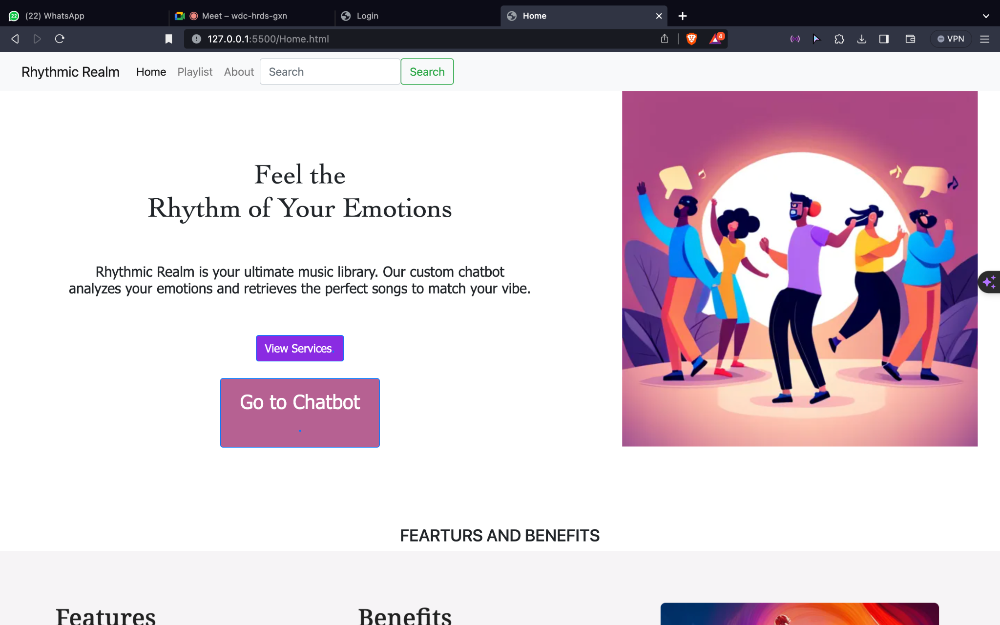 22 (22) WhatsApp
Meet – wdc-hrds-gxn
Login
Home
127.0.0.1:5500/Home.html
4
VPN
Rhythmic Realm
Home
Playlist
About
Search
Search
Feel the
Rhythm of Your Emotions
Rhythmic Realm is your ultimate music library. Our custom chatbot
analyzes your emotions and retrieves the perfect songs to match your vibe.
View Services
Go to Chatbot
FEARTURS AND BENEFITS
Features
Benefits